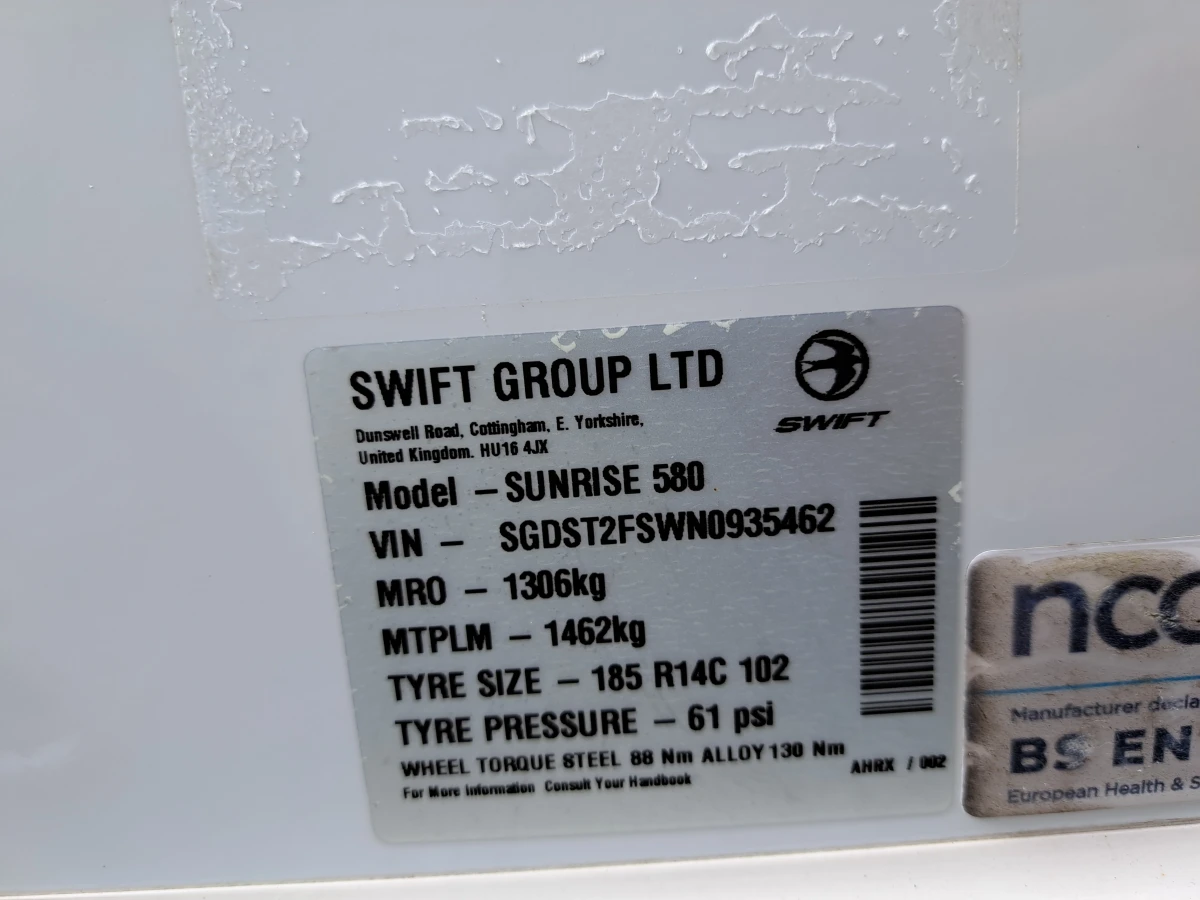 SWIFT GROUP LTD
SWIFT
Dunswell Road, Cottingham, E. Yorkshire,
United Kingdom. HU16 4JX
Model – SUNRISE 580
VIN – SGDST2FSWN0935462
MRO – 1306kg
MTPLM – 1462kg
TYRE SIZE – 185 R14C 102
TYRE PRESSURE – 61 psi
WHEEL TORQUE STEEL 88 Nm ALLOY 130 Nm
AHRX / 002
For More Information Consult Your Handbook
ncc
Manufacturer decla
BS EN
European Health & S